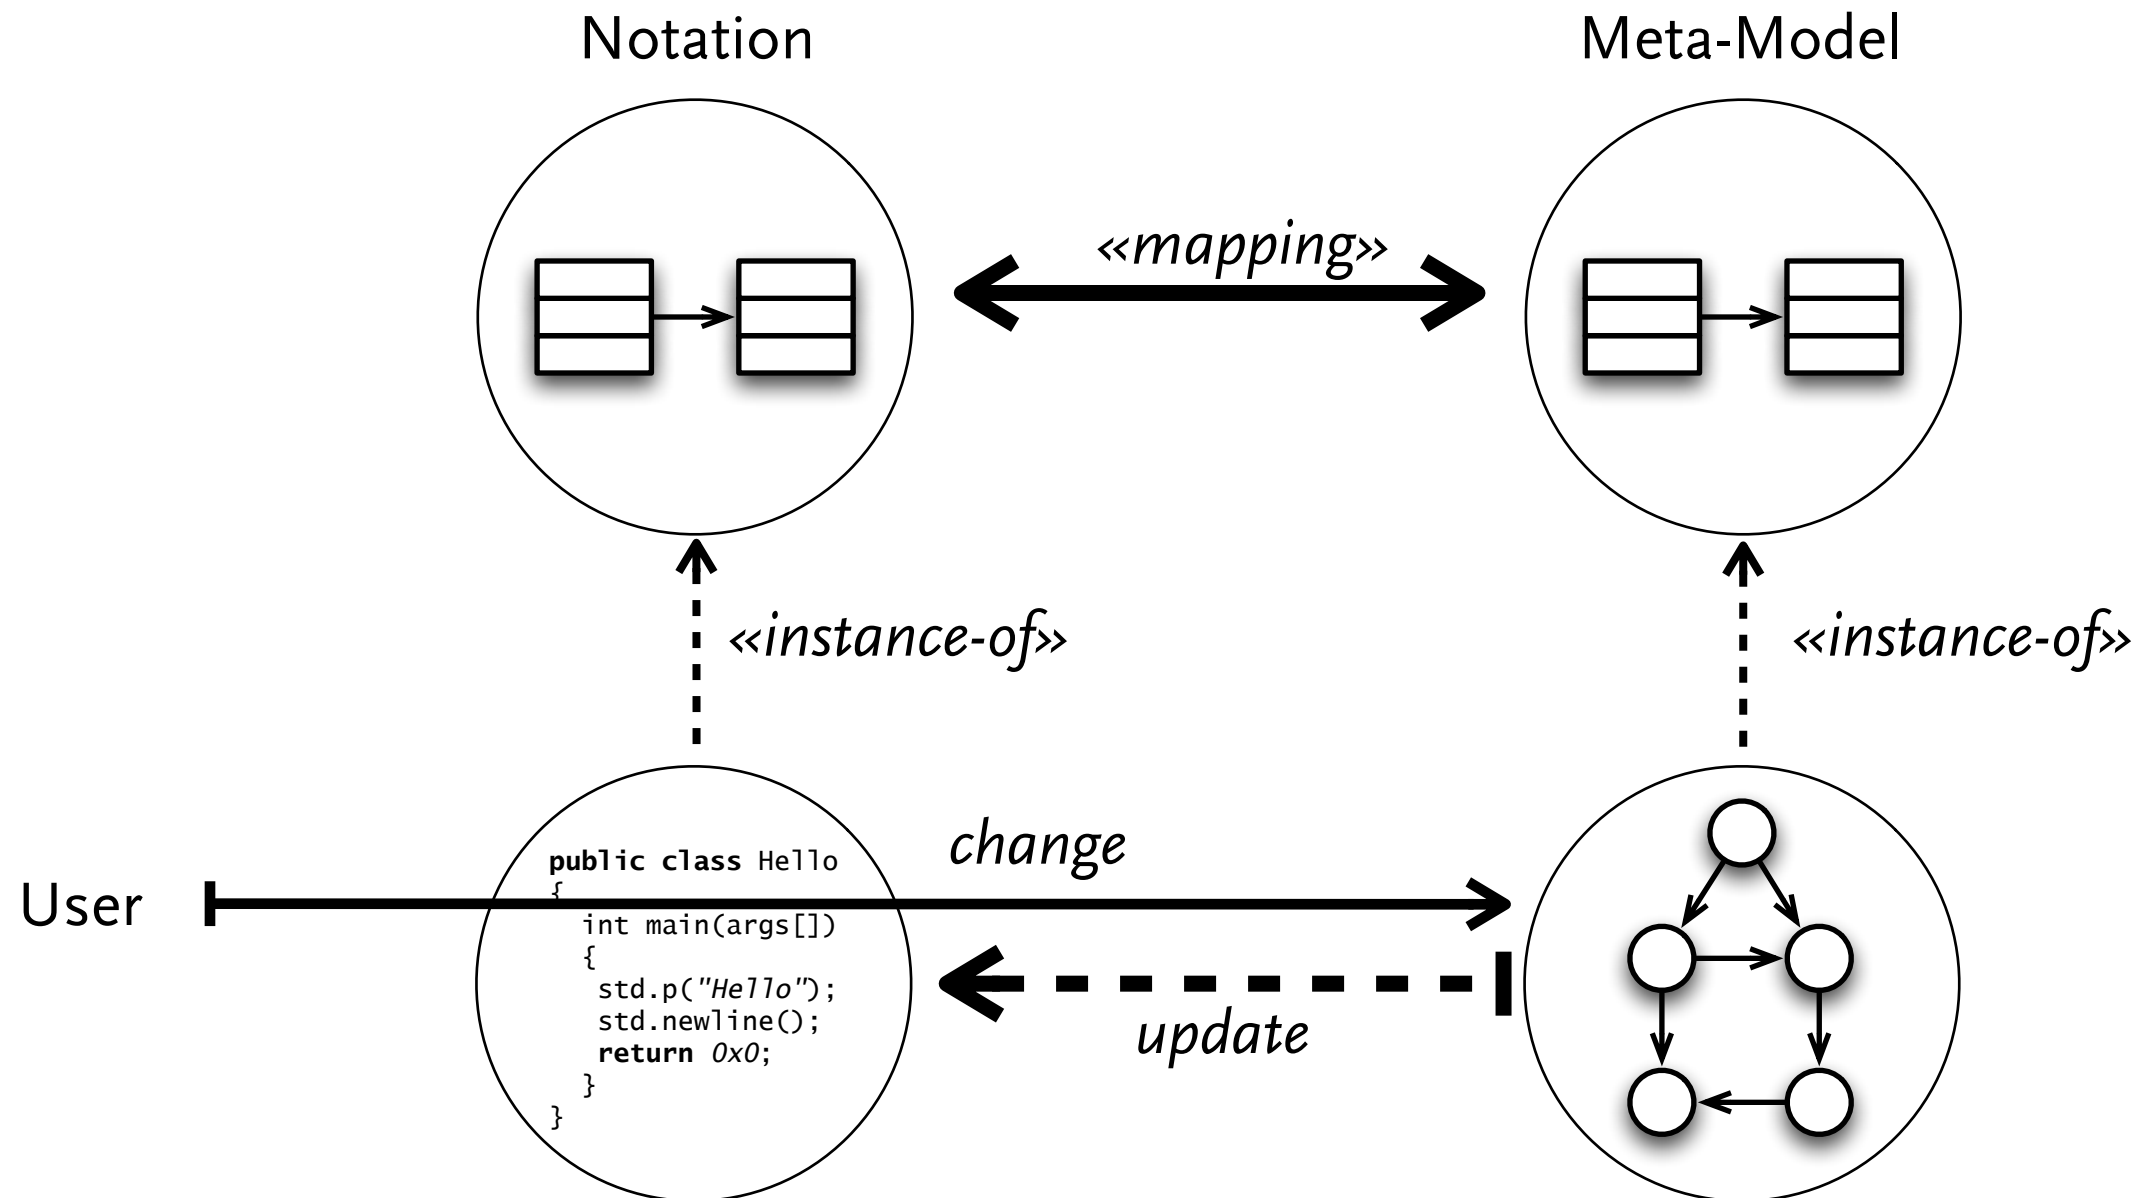 Notation
Meta-Model
«mapping»
«instance-of»
«instance-of»
User
change
update
public class Hello
{
  int main(args[])
  {
   std.p("Hello");
   std.newline();
   return 0x0;
  }
}